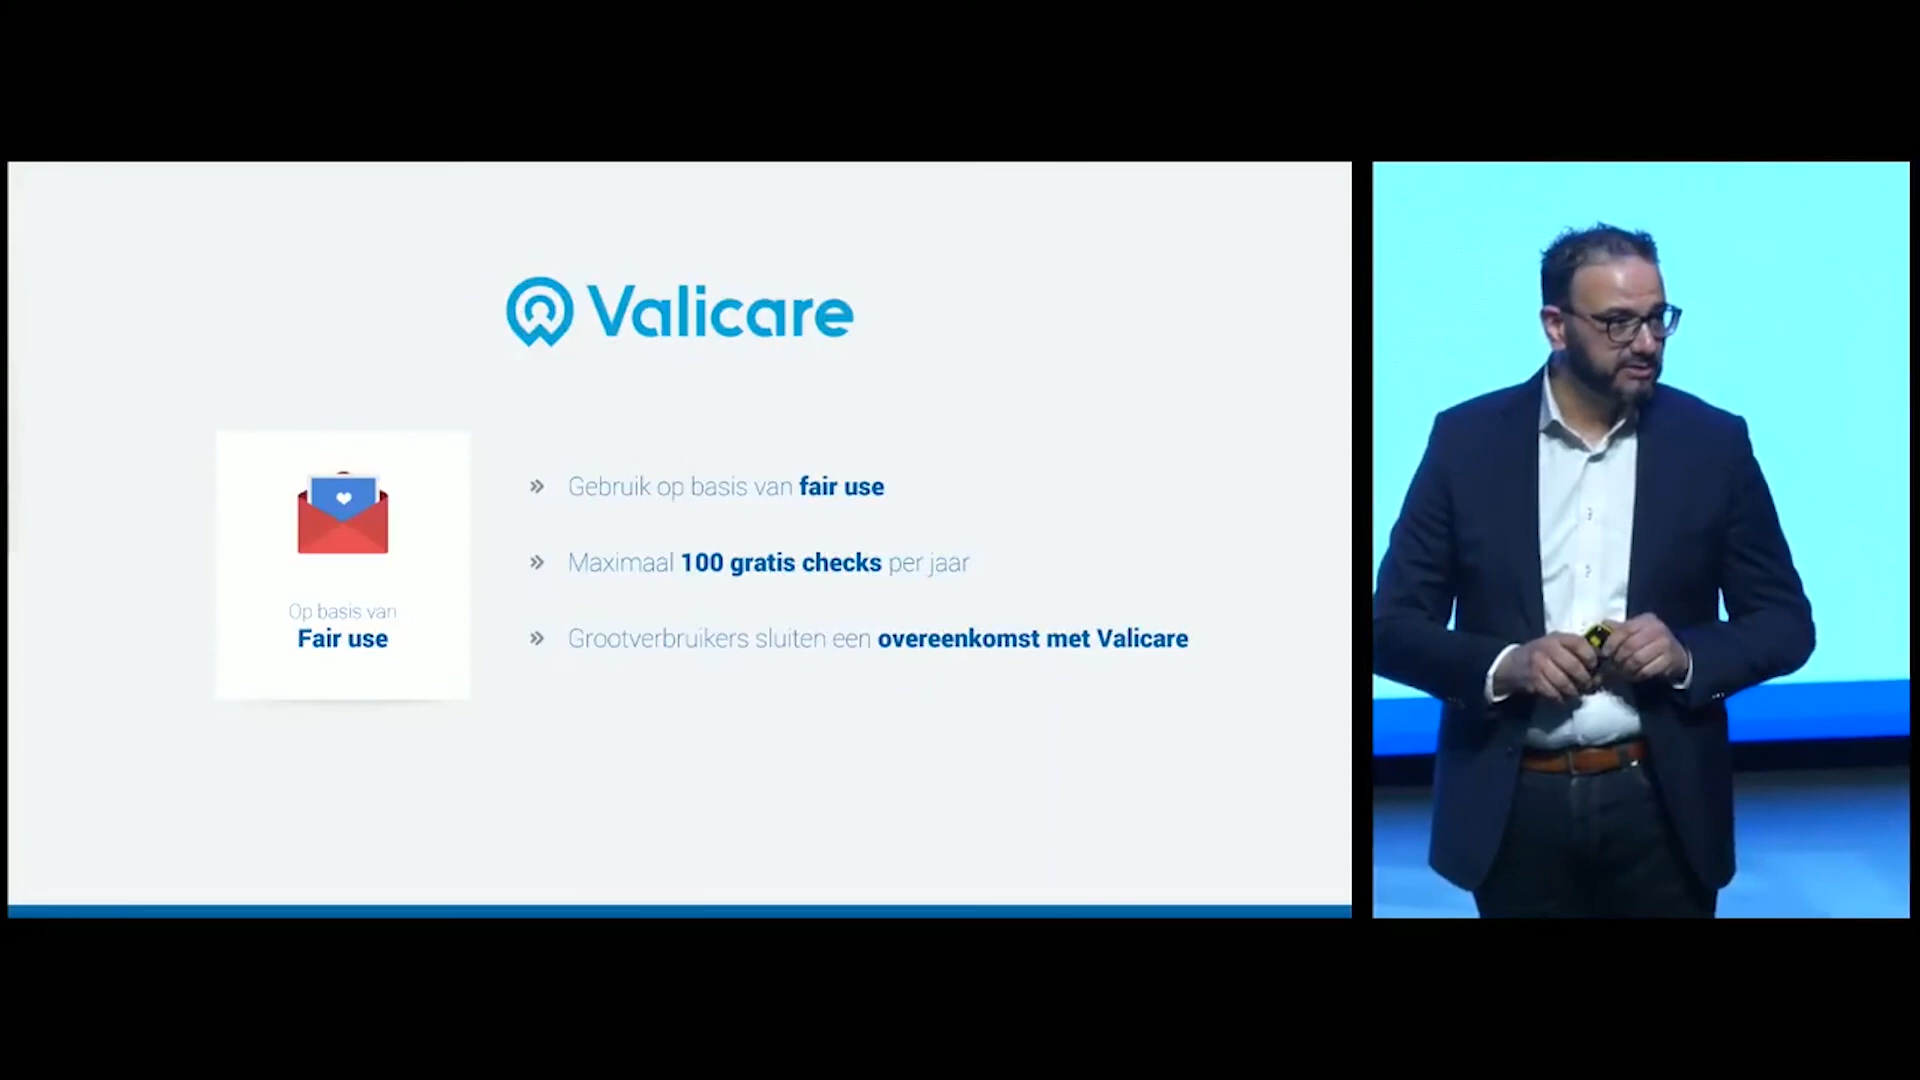 Valicare
Gebruik op basis van fair use
Maximaal 100 gratis checks per jaar
Grootverbruikers sluiten een overeenkomst met Valicare
Op basis van
Fair use